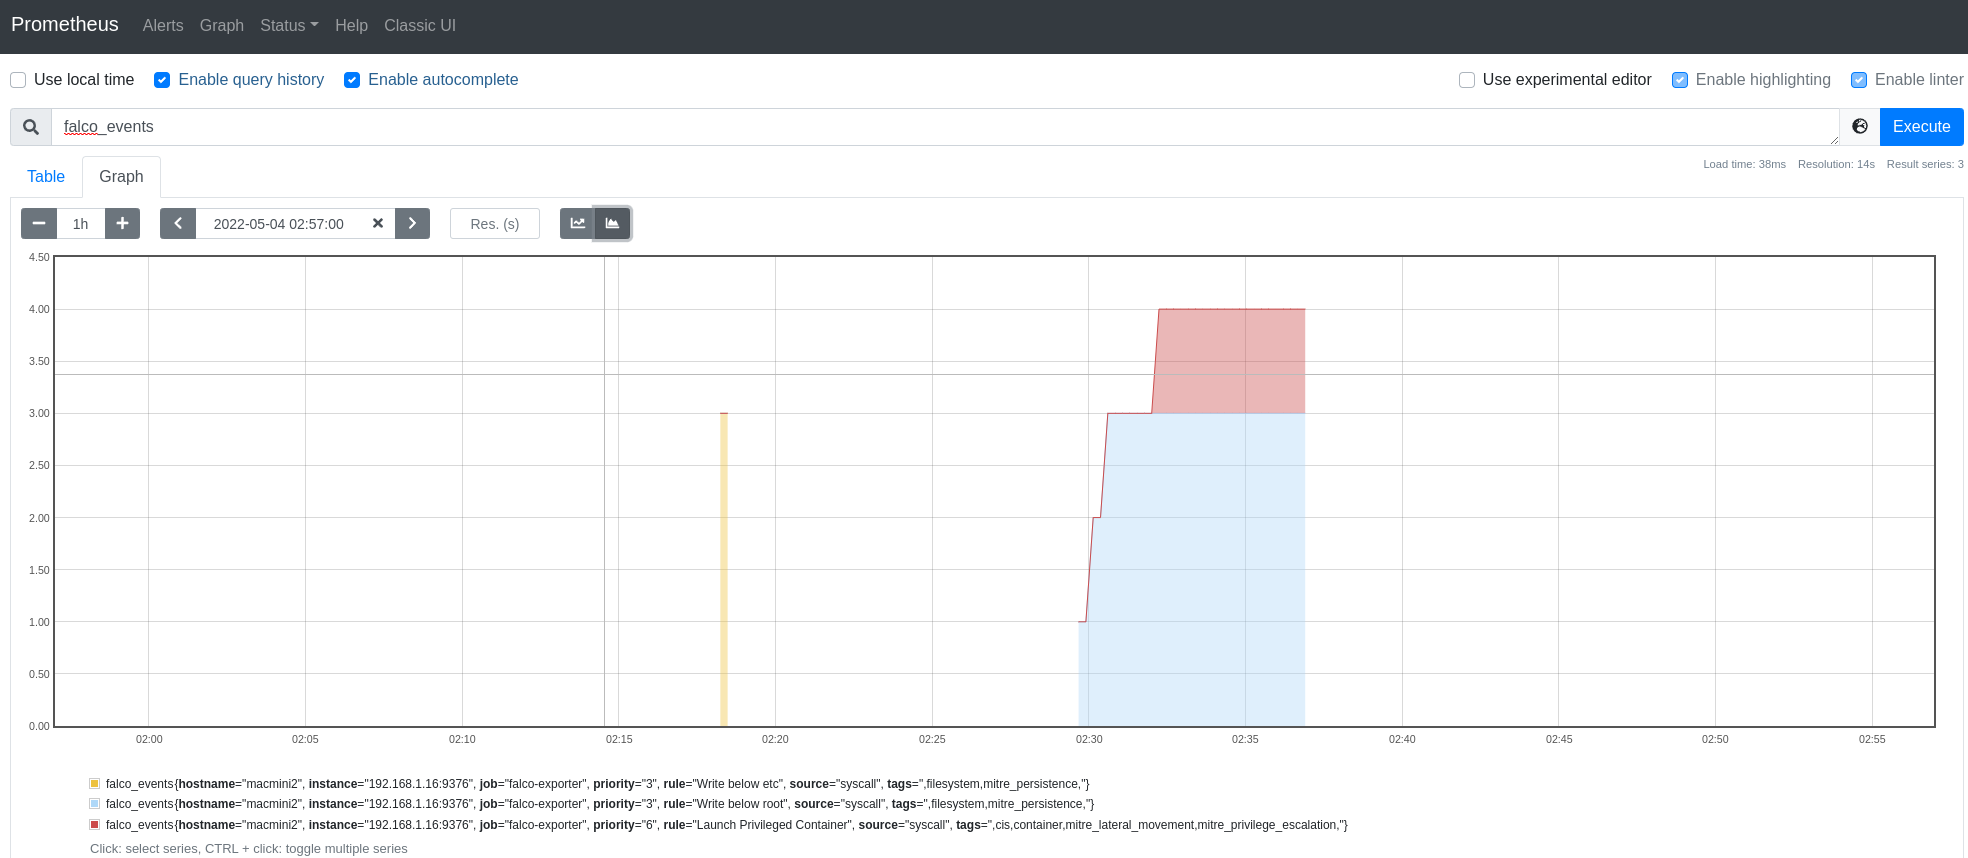 Prometheus Alerts Graph Status Help Classic UI
Use local time Enable query history Enable autocomplete Use experimental editor Enable highlighting Enable linter
falco_events Execute
Table Graph Load time: 38ms Resolution: 14s Result series: 3
1h 2022-05-04 02:57:00 Res. (s)
4.50
4.00
3.50
3.00
2.50
2.00
1.50
1.00
0.50
0.00
02:00 02:05 02:10 02:15 02:20 02:25 02:30 02:35 02:40 02:45 02:50 02:55
falco_events{hostname="macmini2", instance="192.168.1.16:9376", job="falco-exporter", priority="3", rule="Write below etc", source="syscall", tags=",filesystem,mitre_persistence,"}
falco_events{hostname="macmini2", instance="192.168.1.16:9376", job="falco-exporter", priority="3", rule="Write below root", source="syscall", tags=",filesystem,mitre_persistence,"}
falco_events{hostname="macmini2", instance="192.168.1.16:9376", job="falco-exporter", priority="6", rule="Launch Privileged Container", source="syscall", tags=",cis,container,mitre_lateral_movement,mitre_privilege_escalation,"}
Click: select series, CTRL + click: toggle multiple series